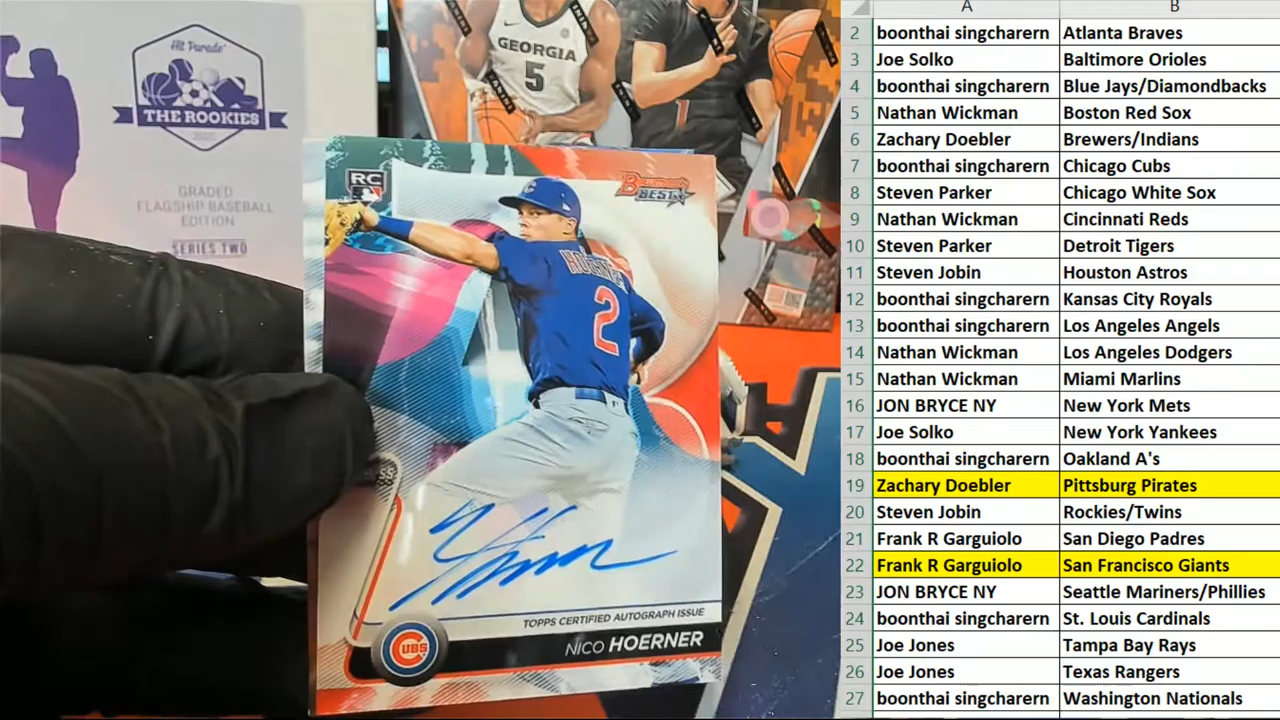 Hit Parade
THE ROOKIES
GRADED
FLAGSHIP BASEBALL
EDITION
SERIES TWO
GEORGIA
5
1
RC
Bowman's
BEST
HOERNER
2
TOPPS CERTIFIED AUTOGRAPH ISSUE
NICO HOERNER
CUBS
A B
2 boonthai singcharern Atlanta Braves
3 Joe Solko Baltimore Orioles
4 boonthai singcharern Blue Jays/Diamondbacks
5 Nathan Wickman Boston Red Sox
6 Zachary Doebler Brewers/Indians
7 boonthai singcharern Chicago Cubs
8 Steven Parker Chicago White Sox
9 Nathan Wickman Cincinnati Reds
10 Steven Parker Detroit Tigers
11 Steven Jobin Houston Astros
12 boonthai singcharern Kansas City Royals
13 boonthai singcharern Los Angeles Angels
14 Nathan Wickman Los Angeles Dodgers
15 Nathan Wickman Miami Marlins
16 JON BRYCE NY New York Mets
17 Joe Solko New York Yankees
18 boonthai singcharern Oakland A's
19 Zachary Doebler Pittsburg Pirates
20 Steven Jobin Rockies/Twins
21 Frank R Garguiolo San Diego Padres
22 Frank R Garguiolo San Francisco Giants
23 JON BRYCE NY Seattle Mariners/Phillies
24 boonthai singcharern St. Louis Cardinals
25 Joe Jones Tampa Bay Rays
26 Joe Jones Texas Rangers
27 boonthai singcharern Washington Nationals